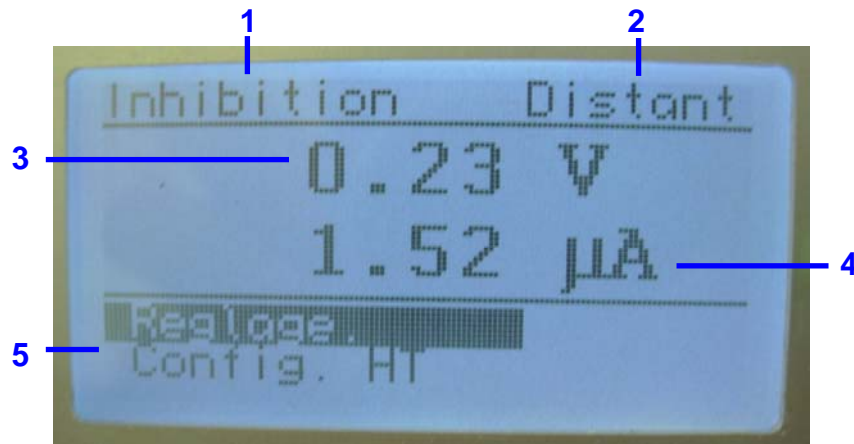 1 2
Inhibition Distant
3 0.23 V
1.52 µA 4
Reglage.
5 Config. HT